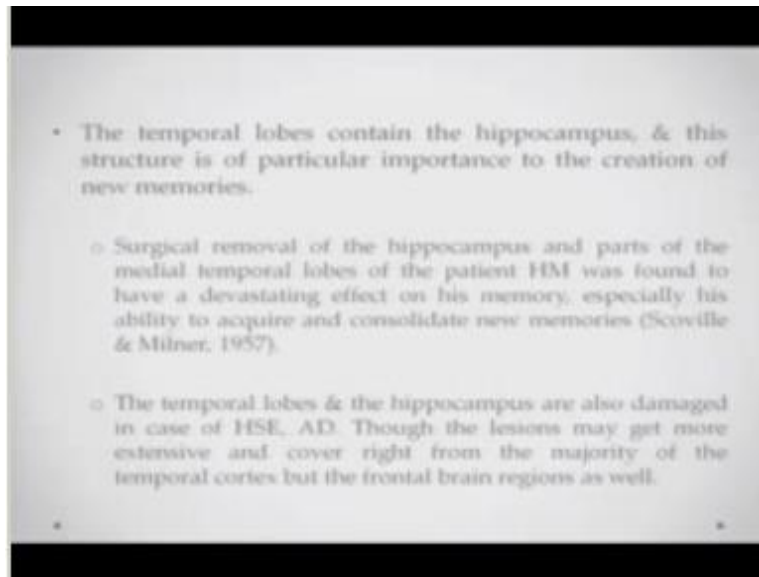 • The temporal lobes contain the hippocampus, & this
structure is of particular importance to the creation of
new memories.
o Surgical removal of the hippocampus and parts of the
medial temporal lobes of the patient HM was found to
have a devastating effect on his memory, especially his
ability to acquire and consolidate new memories (Scoville
& Milner, 1957).
o The temporal lobes & the hippocampus are also damaged
in case of HSE, AD. Though the lesions may get more
extensive and cover right from the majority of the
temporal cortex but the frontal brain regions as well.